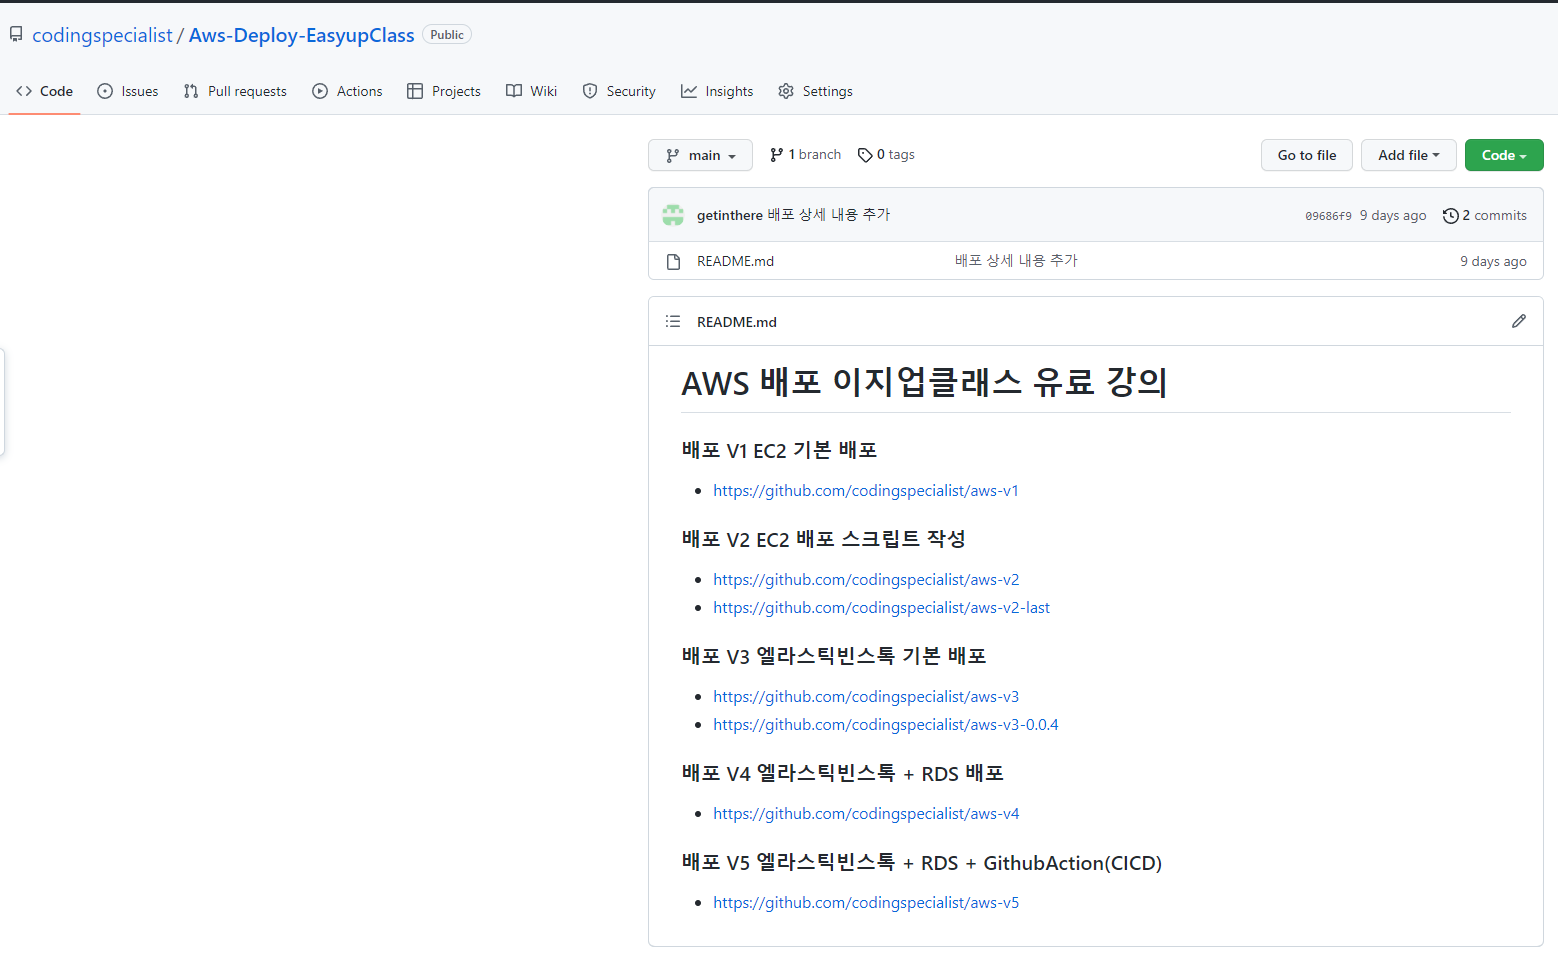 codingspecialist / Aws-Deploy-EasyupClass Public
Code Issues Pull requests Actions Projects Wiki Security Insights Settings
main 1 branch 0 tags Go to file Add file Code
getinthere 배포 상세 내용 추가 09686f9 9 days ago 2 commits
README.md 배포 상세 내용 추가 9 days ago
README.md
AWS 배포 이지업클래스 유료 강의
배포 V1 EC2 기본 배포
https://github.com/codingspecialist/aws-v1
배포 V2 EC2 배포 스크립트 작성
https://github.com/codingspecialist/aws-v2
https://github.com/codingspecialist/aws-v2-last
배포 V3 엘라스틱빈스톡 기본 배포
https://github.com/codingspecialist/aws-v3
https://github.com/codingspecialist/aws-v3-0.0.4
배포 V4 엘라스틱빈스톡 + RDS 배포
https://github.com/codingspecialist/aws-v4
배포 V5 엘라스틱빈스톡 + RDS + GithubAction(CICD)
https://github.com/codingspecialist/aws-v5